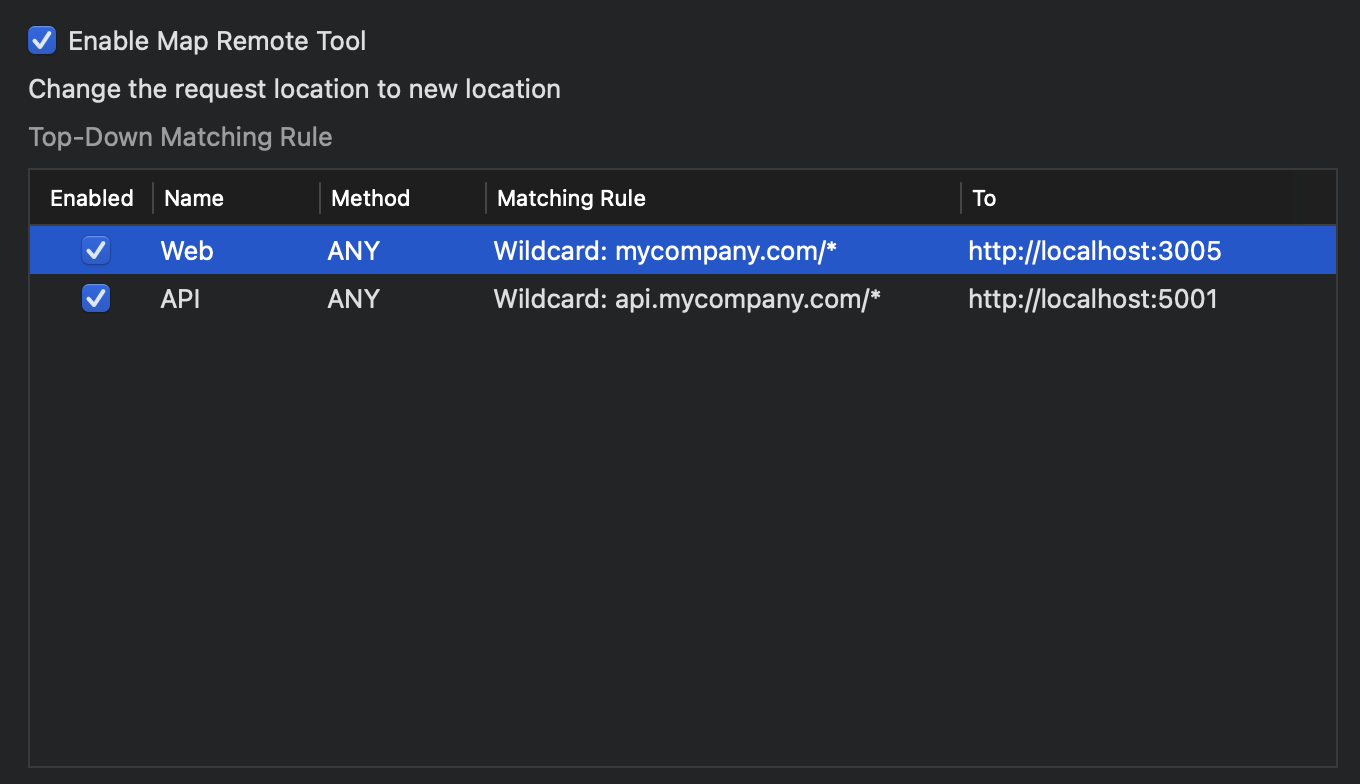 Enable Map Remote Tool
Change the request location to new location
Top-Down Matching Rule
Enabled Name Method Matching Rule To
Web ANY Wildcard: mycompany.com/* http://localhost:3005
API ANY Wildcard: api.mycompany.com/* http://localhost:5001